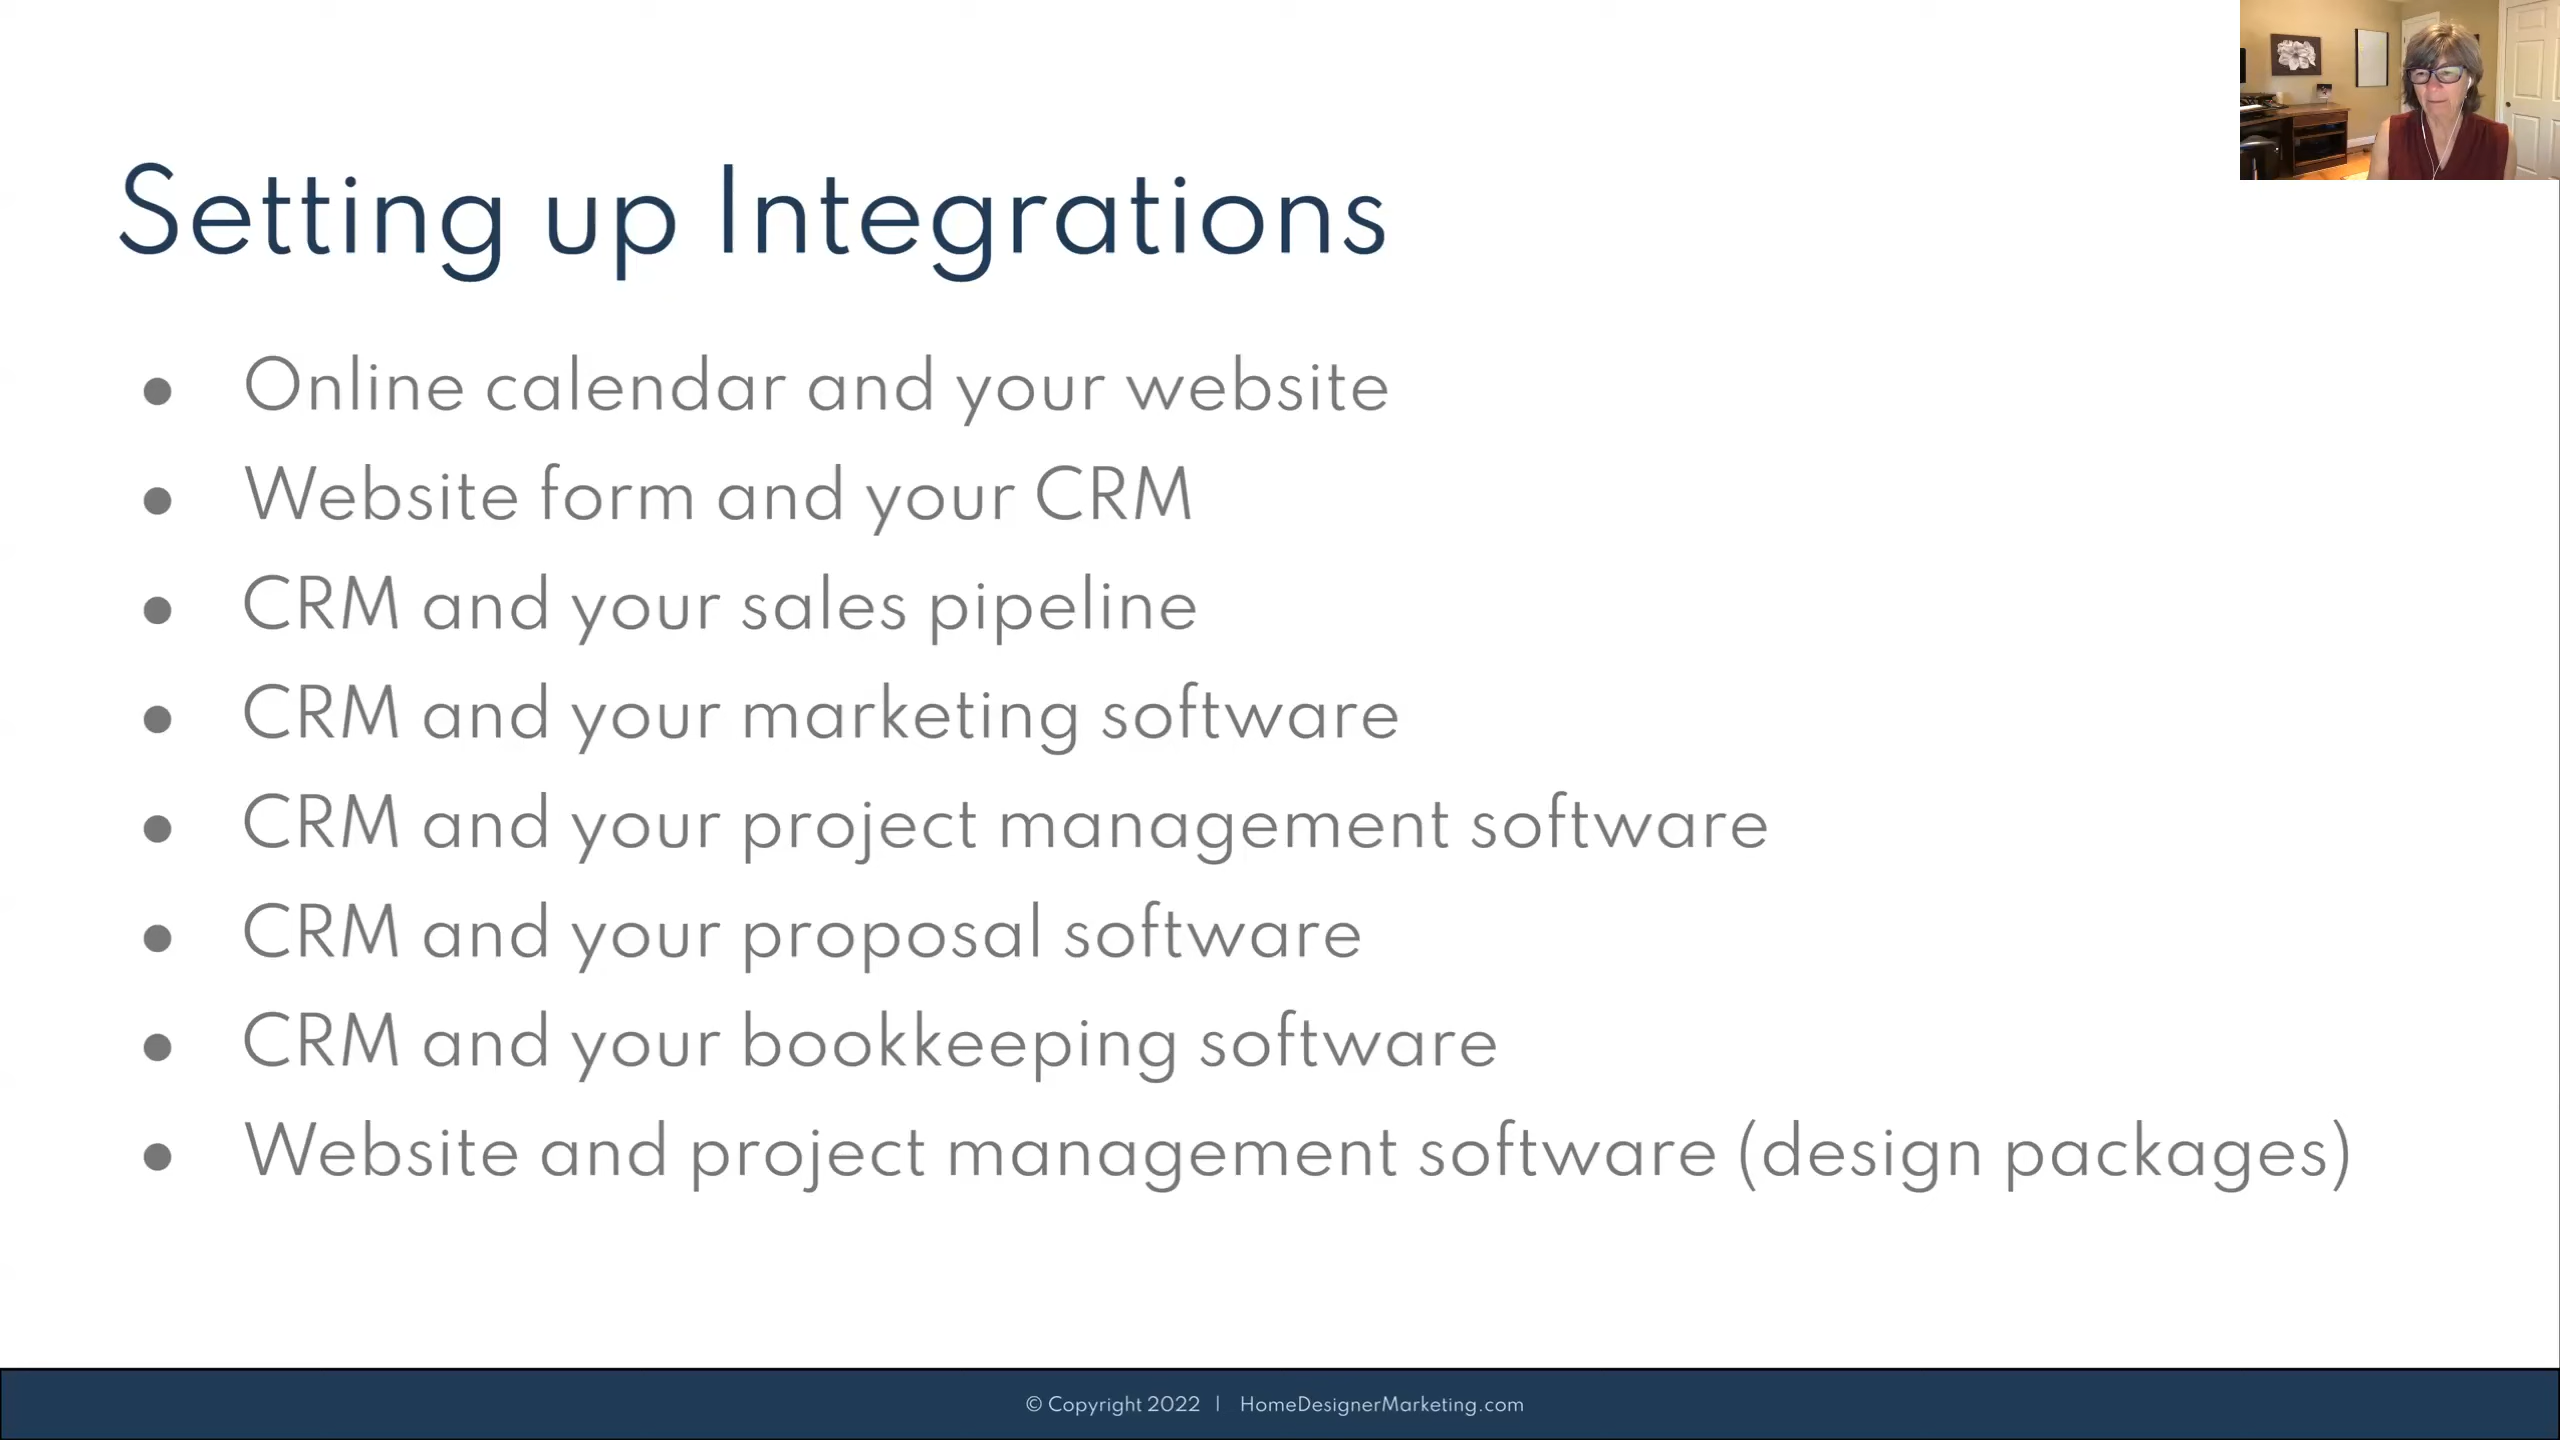 Setting up Integrations
● Online calendar and your website
● Website form and your CRM
● CRM and your sales pipeline
● CRM and your marketing software
● CRM and your project management software
● CRM and your proposal software
● CRM and your bookkeeping software
● Website and project management software (design packages)
© Copyright 2022 | HomeDesignerMarketing.com